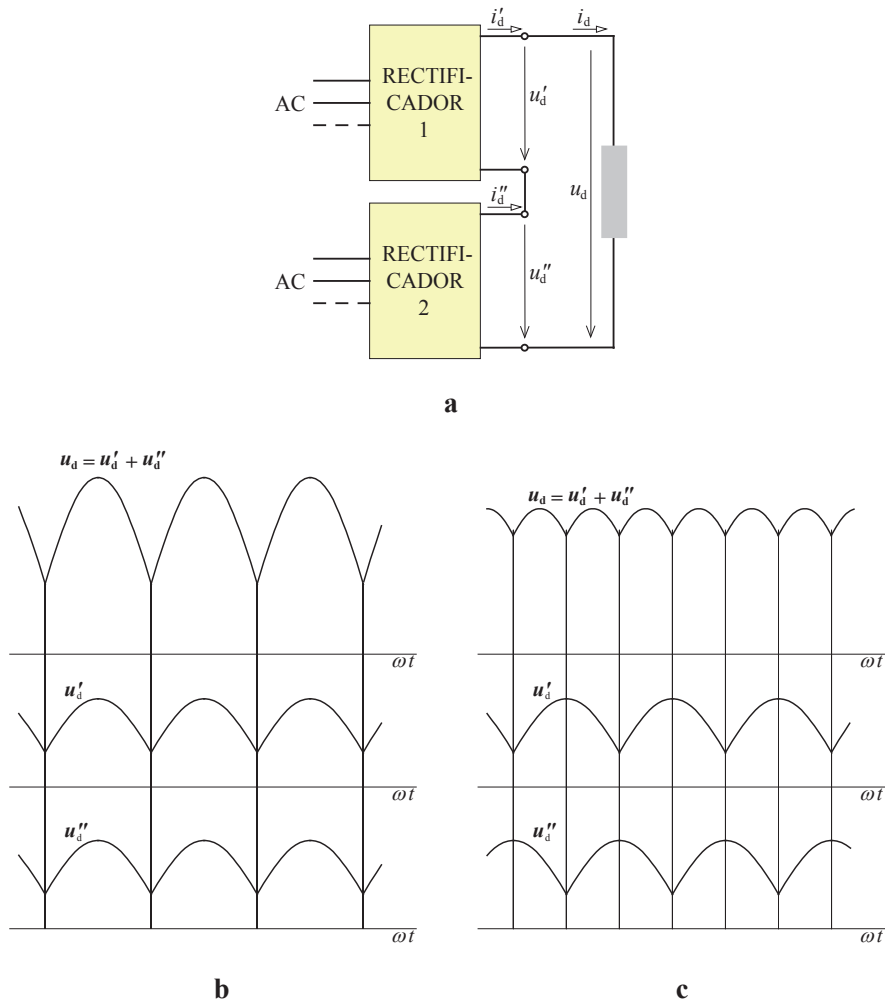 i′d
id
RECTIFI-
CADOR
1
AC
u′d
i″d
ud
RECTIFI-
CADOR
2
AC
u″d
a
ud = u′d + u″d
ud = u′d + u″d
ωt
ωt
u′d
u′d
ωt
ωt
u″d
u″d
ωt
ωt
b
c